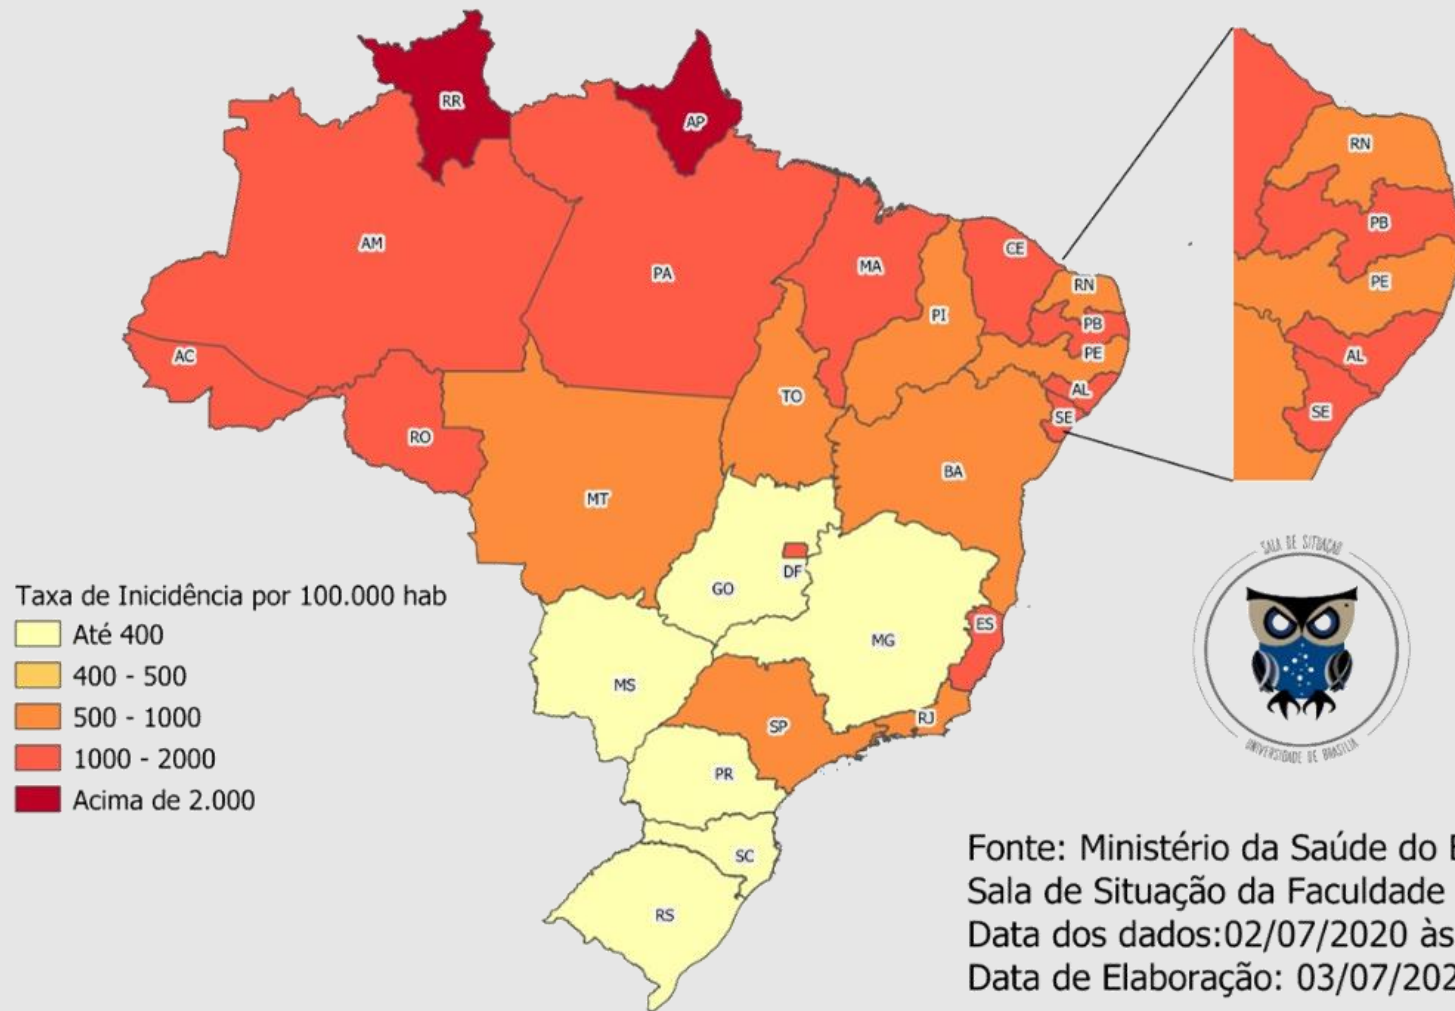 RR
AP
AM
PA
MA
CE
RN
PB
PE
AL
SE
PI
AC
RO
TO
BA
MT
GO
DF
MG
ES
MS
SP
RJ
PR
SC
RS
RN
PB
PE
AL
SE
Taxa de Inicidência por 100.000 hab
Até 400
400 - 500
500 - 1000
1000 - 2000
Acima de 2.000
SALA DE SITUAÇÃO
UNIVERSIDADE DE BRASÍLIA
Fonte: Ministério da Saúde do
Sala de Situação da Faculdade
Data dos dados:02/07/2020 às
Data de Elaboração: 03/07/202